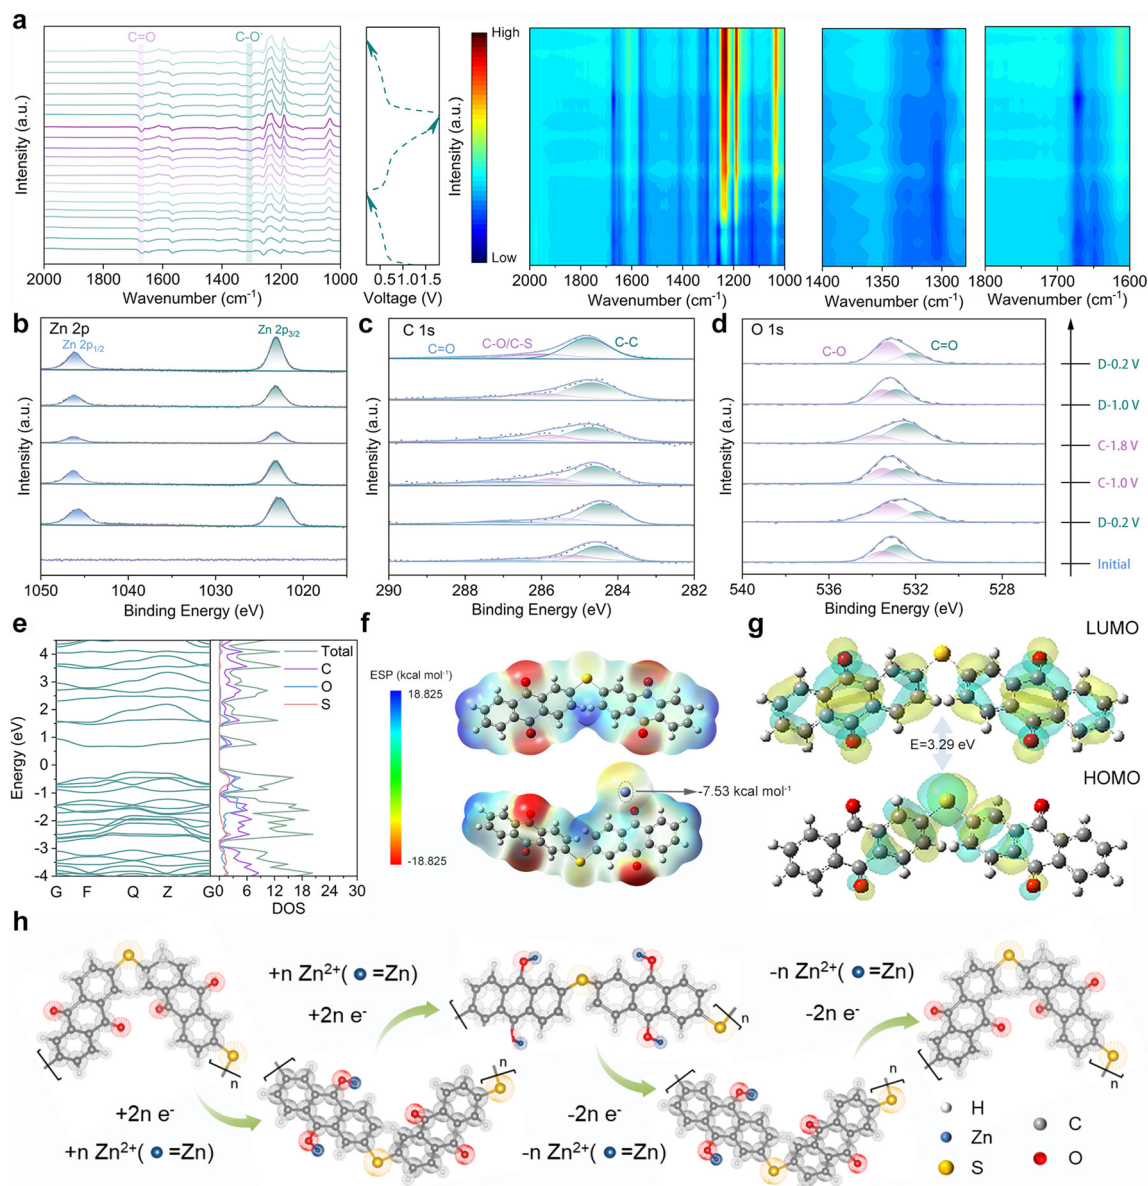 a
C=O
C-O⁻
Intensity (a.u.)
2000 1800 1600 1400 1200 1000
Wavenumber (cm⁻¹)
0.51.01.5
Voltage (V)
High
Low
Intensity (a.u.)
2000 1800 1600 1400 1200 1000
Wavenumber (cm⁻¹)
1400 1300
Wavenumber (cm⁻¹)
1800 1700 1600
Wavenumber (cm⁻¹)
b
Zn 2p
Zn 2p1/2
Zn 2p3/2
Intensity (a.u.)
1050 1040 1030 1020
Binding Energy (eV)
c
C 1s
C=O
C-O/C-S
C-C
Intensity (a.u.)
290 288 286 284 282
Binding Energy (eV)
d
O 1s
C-O
C=O
Intensity (a.u.)
540 536 532 528
Binding Energy (eV)
D-0.2 V
D-1.0 V
C-1.8 V
C-1.0 V
D-0.2 V
Initial
e
Energy (eV)
4
3
2
1
0
-1
-2
-3
-4
G F Q Z G
0 6 12 18 24 30
DOS
Total
C
O
S
f
ESP (kcal mol⁻¹)
18.825
-18.825
-7.53 kcal mol⁻¹
g
LUMO
E=3.29 eV
HOMO
h
n
+2n e⁻
+n Zn²⁺( =Zn)
n
+n Zn²⁺( =Zn)
+2n e⁻
n
-2n e⁻
-n Zn²⁺( =Zn)
n
-n Zn²⁺( =Zn)
-2n e⁻
n
H
Zn
S
C
O